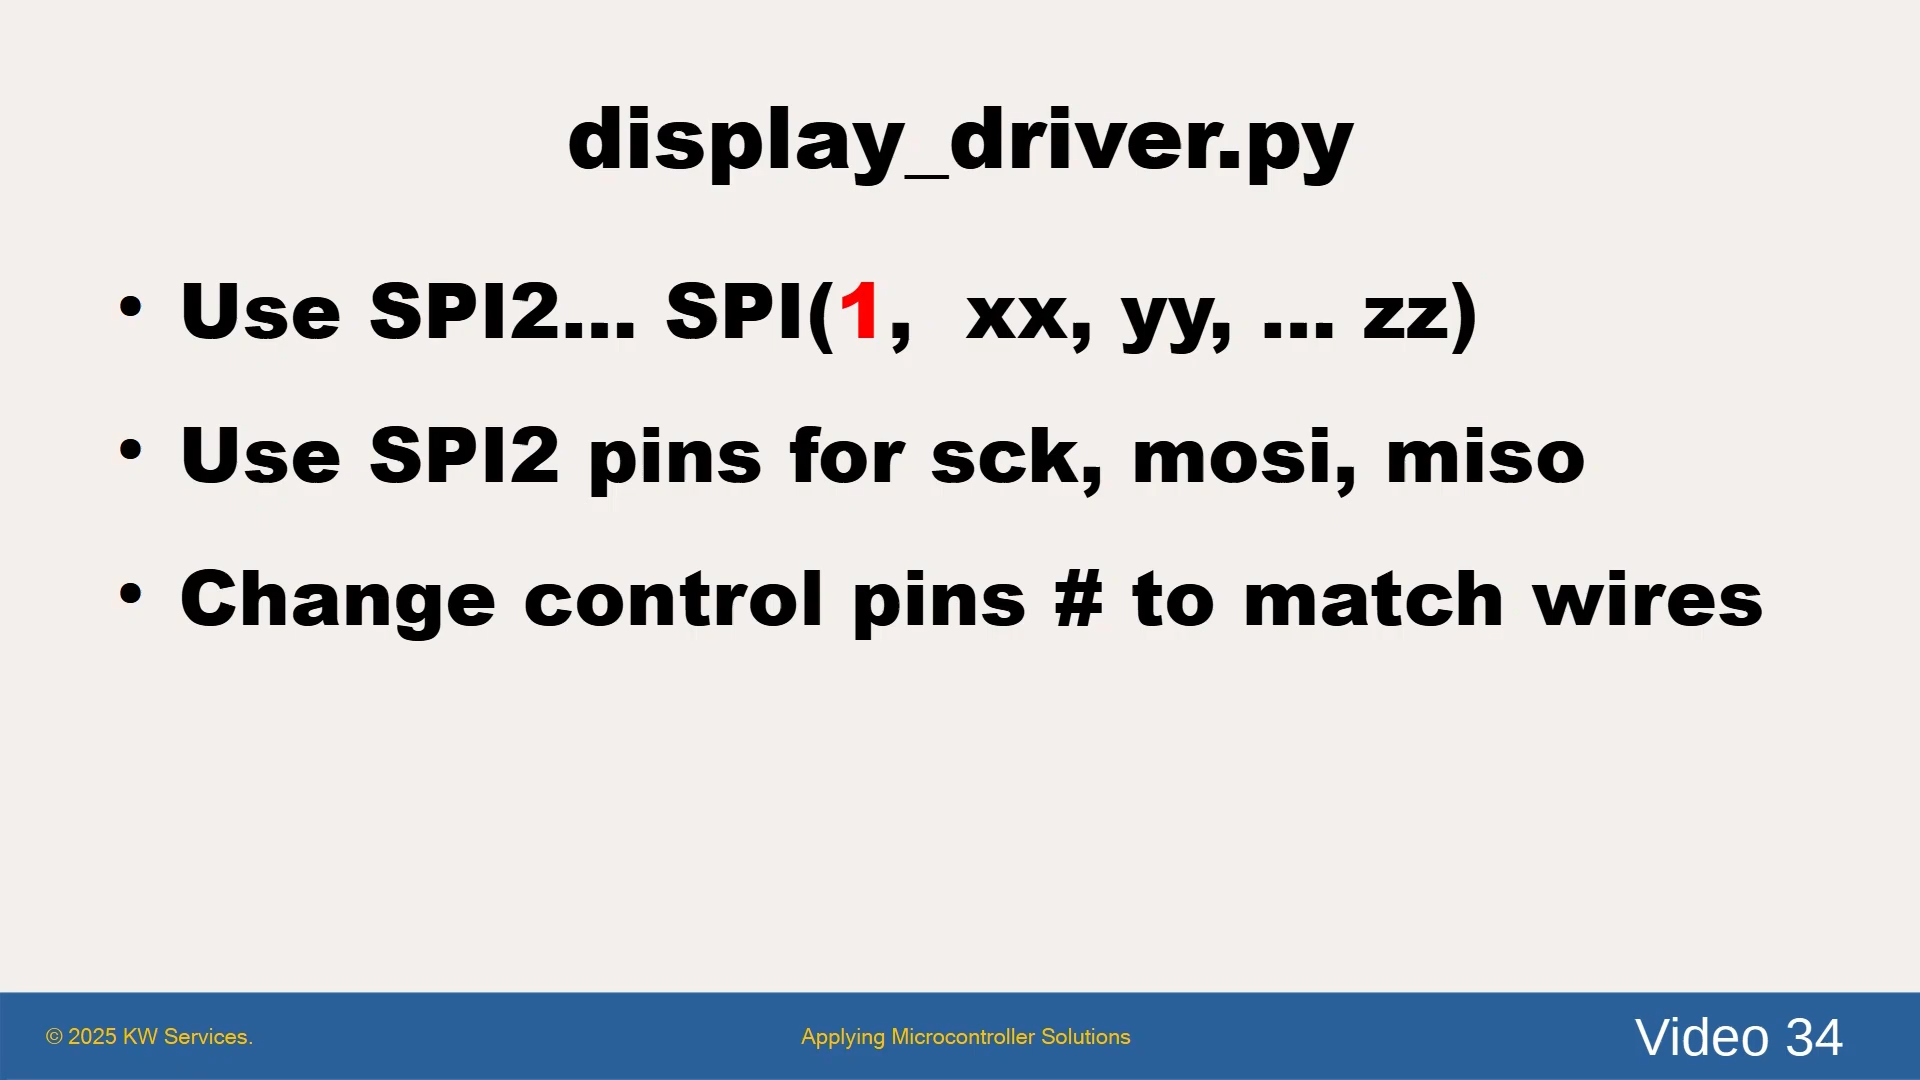 display_driver.py
• Use SPI2... SPI(1,  xx, yy, ... zz)
• Use SPI2 pins for sck, mosi, miso
• Change control pins # to match wires
© 2025 KW Services.
Applying Microcontroller Solutions
Video 34